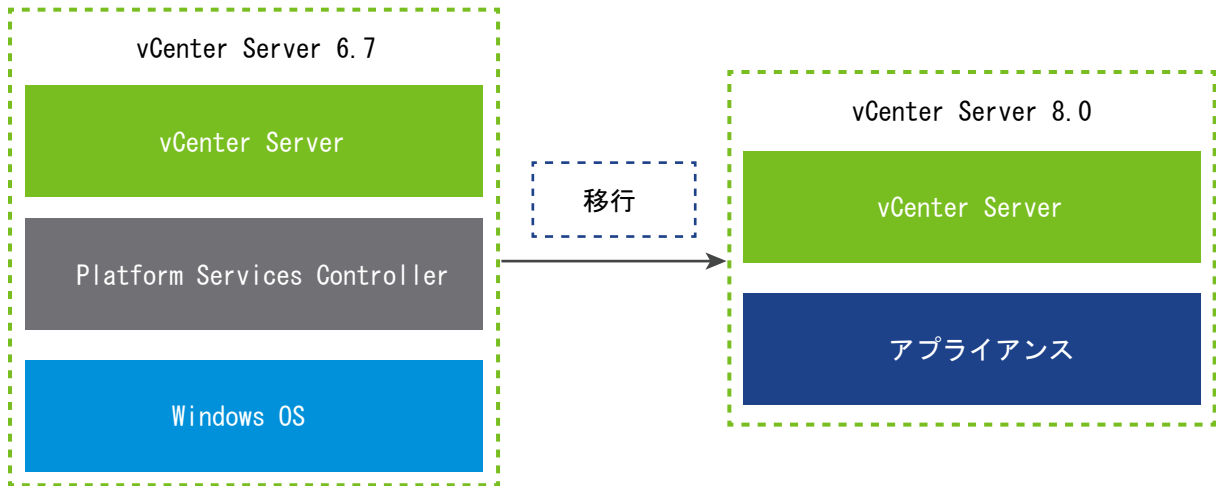 vCenter Server 6.7
vCenter Server
Platform Services Controller
Windows OS
移行
vCenter Server 8.0
vCenter Server
アプライアンス